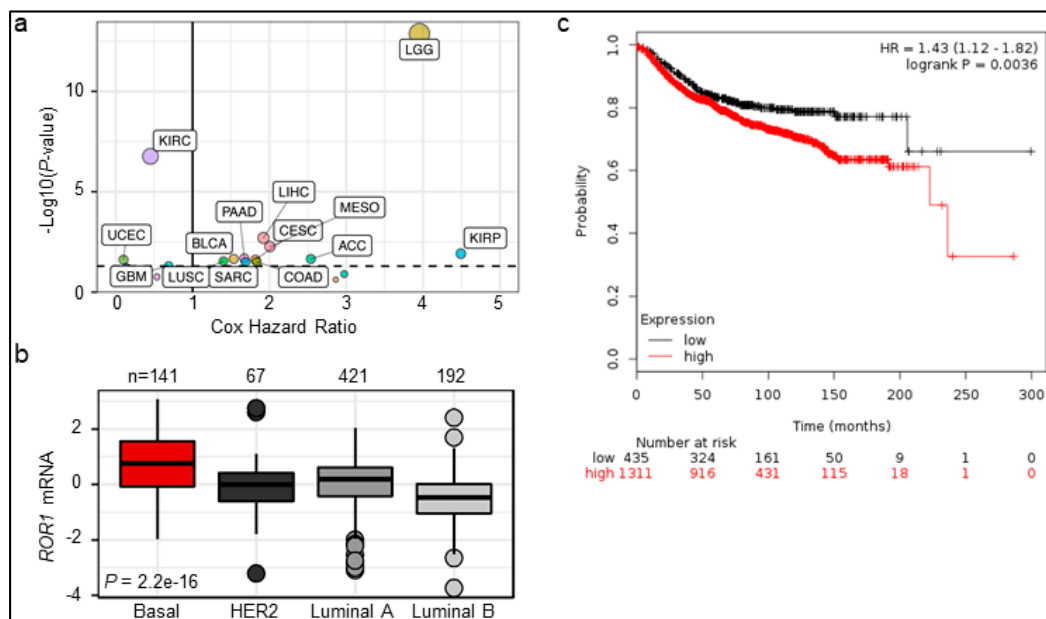 a
-Log10(P-value)
10
5
0
LGG
KIRC
LIHC
PAAD
MESO
CESC
UCEC
BLCA
ACC
KIRP
GBM
LUSC
SARC
COAD
0 1 2 3 4 5
Cox Hazard Ratio
b
n=141 67 421 192
ROR1 mRNA
2
0
-2
-4
P = 2.2e-16
Basal HER2 Luminal A Luminal B
c
HR = 1.43 (1.12 - 1.82)
logrank P = 0.0036
Probability
1.0
0.8
0.6
0.4
0.2
0.0
Expression
low
high
0 50 100 150 200 250 300
Time (months)
Number at risk
low 435 324 161 50 9 1 0
high 1311 916 431 115 18 1 0